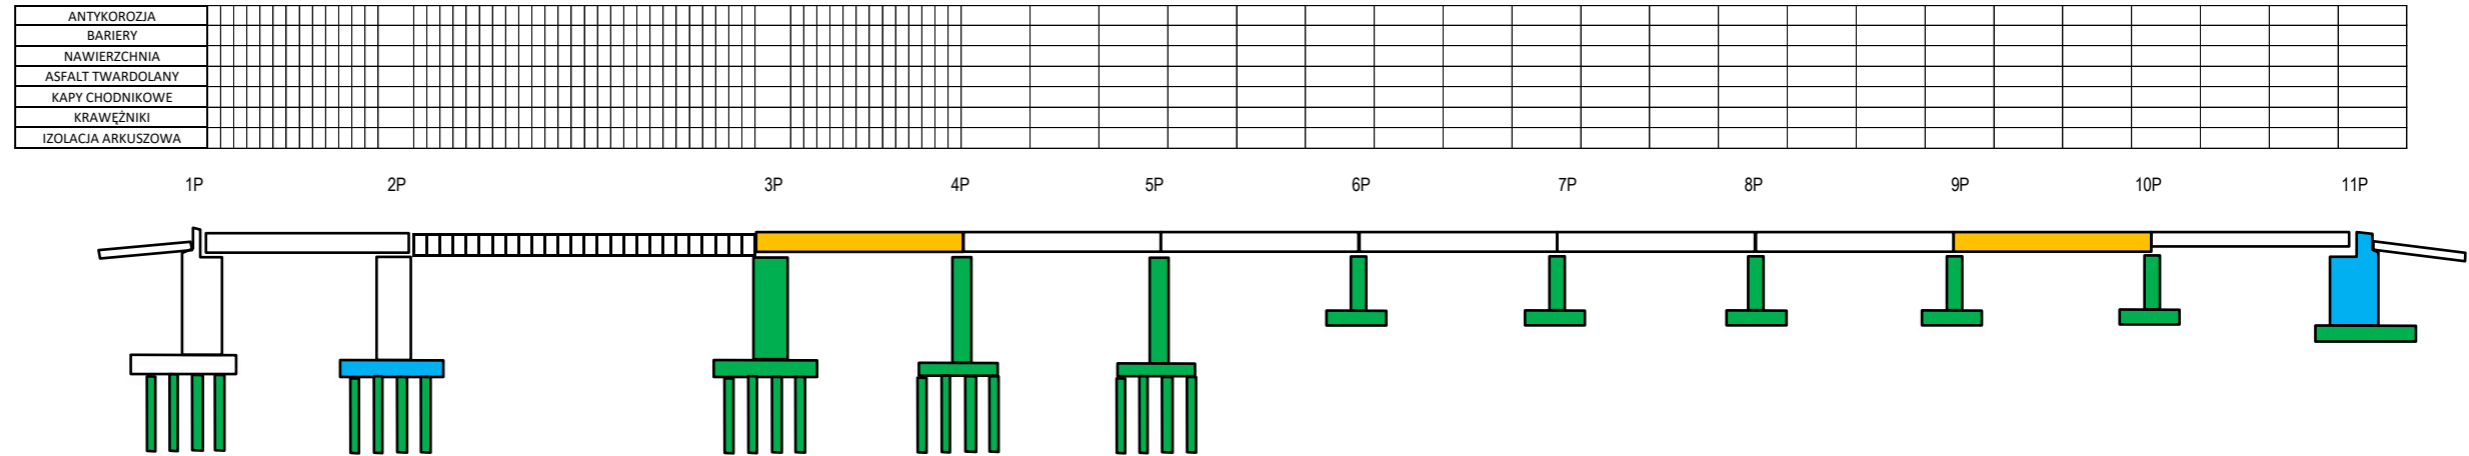 ANTYKOROZJA
BARIERY
NAWIERZCHNIA
ASFALT TWARDOLANY
KAPY CHODNIKOWE
KRAWĘŻNIKI
IZOLACJA ARKUSZOWA
1P 2P 3P 4P 5P 6P 7P 8P 9P 10P 11P